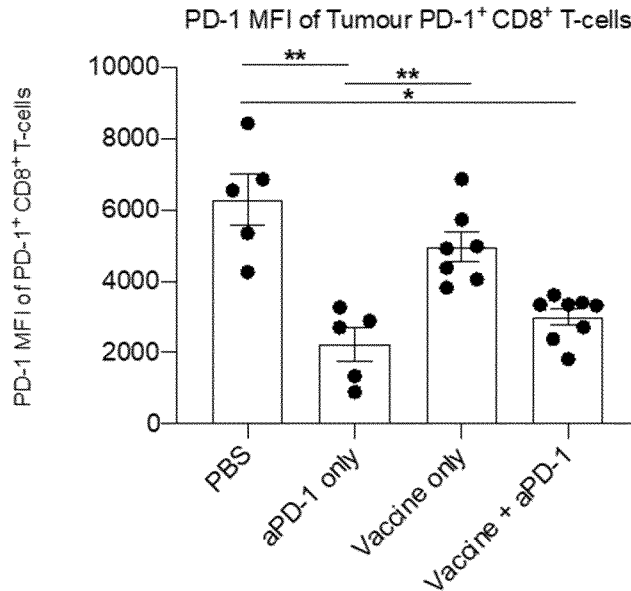 PD-1 MFI of Tumour PD-1⁺ CD8⁺ T-cells
**
**
*
PD-1 MFI of PD-1⁺ CD8⁺ T-cells
10000
8000
6000
4000
2000
0
PBS
aPD-1 only
Vaccine only
Vaccine + aPD-1